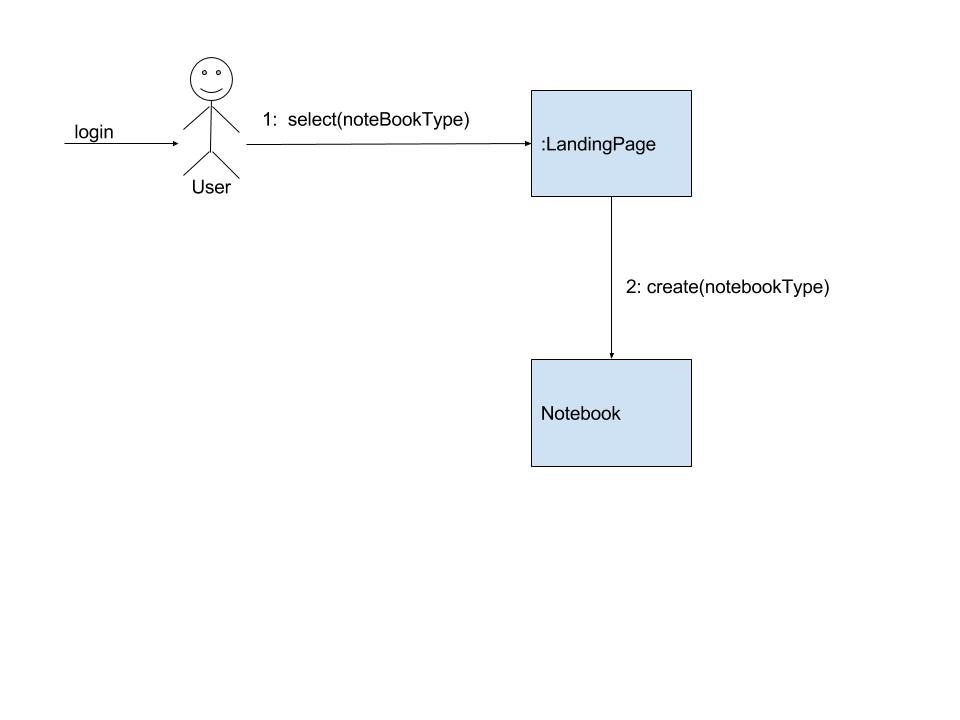 login
1:  select(noteBookType)
:LandingPage
User
2: create(notebookType)
Notebook